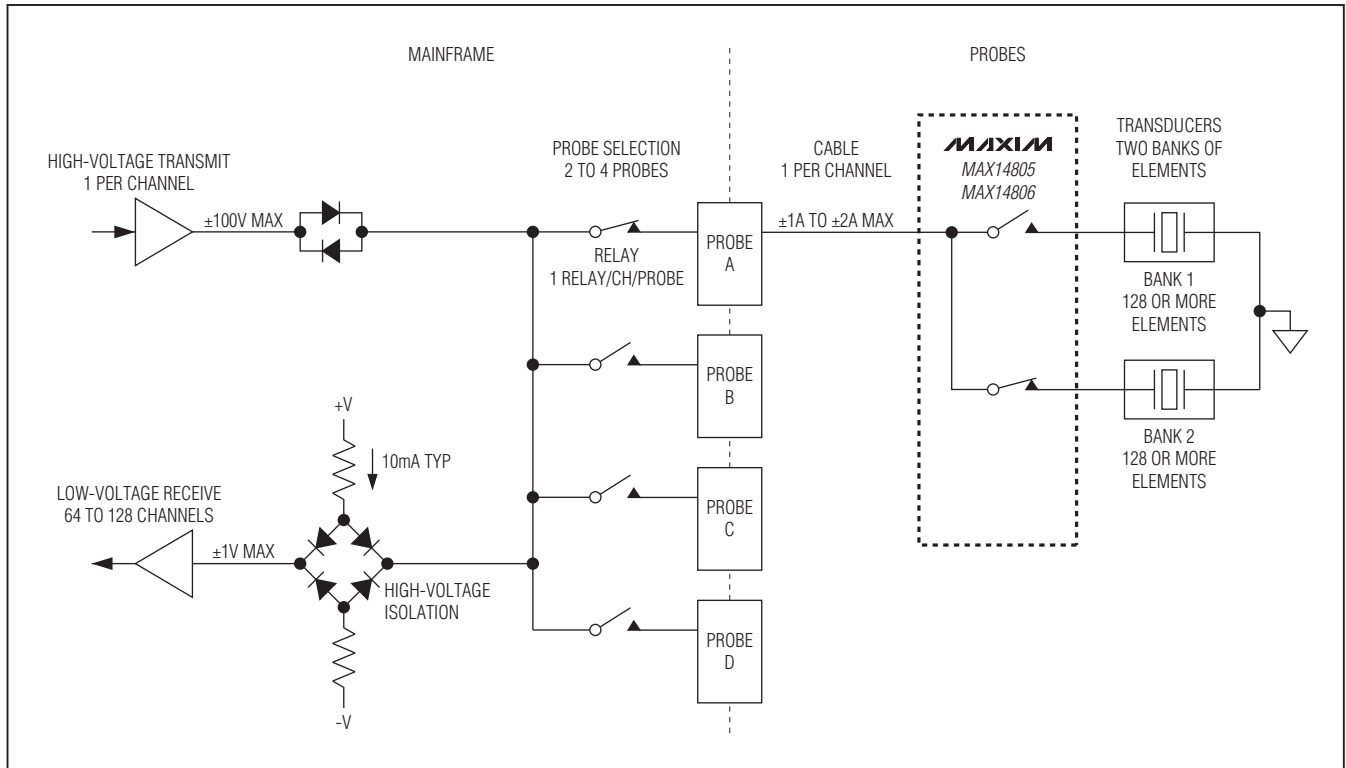 MAINFRAME
PROBES
HIGH-VOLTAGE TRANSMIT
1 PER CHANNEL
±100V MAX
PROBE SELECTION
2 TO 4 PROBES
RELAY
1 RELAY/CH/PROBE
PROBE
A
CABLE
1 PER CHANNEL
±1A TO ±2A MAX
MAXIM
MAX14805
MAX14806
TRANSDUCERS
TWO BANKS OF
ELEMENTS
BANK 1
128 OR MORE
ELEMENTS
PROBE
B
BANK 2
128 OR MORE
ELEMENTS
+V
10mA TYP
LOW-VOLTAGE RECEIVE
64 TO 128 CHANNELS
±1V MAX
HIGH-VOLTAGE
ISOLATION
-V
PROBE
C
PROBE
D